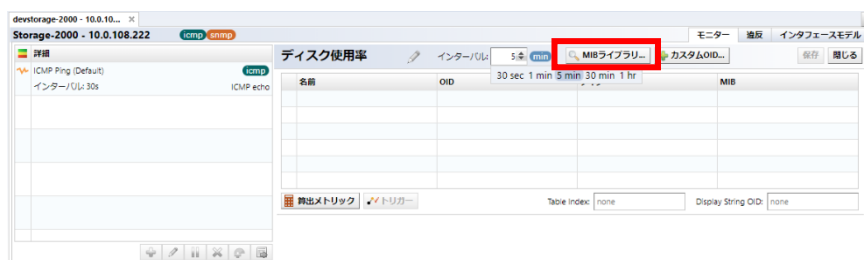 devstorage-2000 - 10.0.10... ×
Storage-2000 - 10.0.108.222 icmp snmp モニター 違反 インタフェースモデル
詳細 ディスク使用率 インターバル: 5 min MIBライブラリ... カスタムOID... 保存 閉じる
ICMP Ping (Default) icmp
インターバル: 30s ICMP echo
30 sec 1 min 5 min 30 min 1 hr
名前 OID MIB
算出メトリック トリガー Table Index: none Display String OID: none